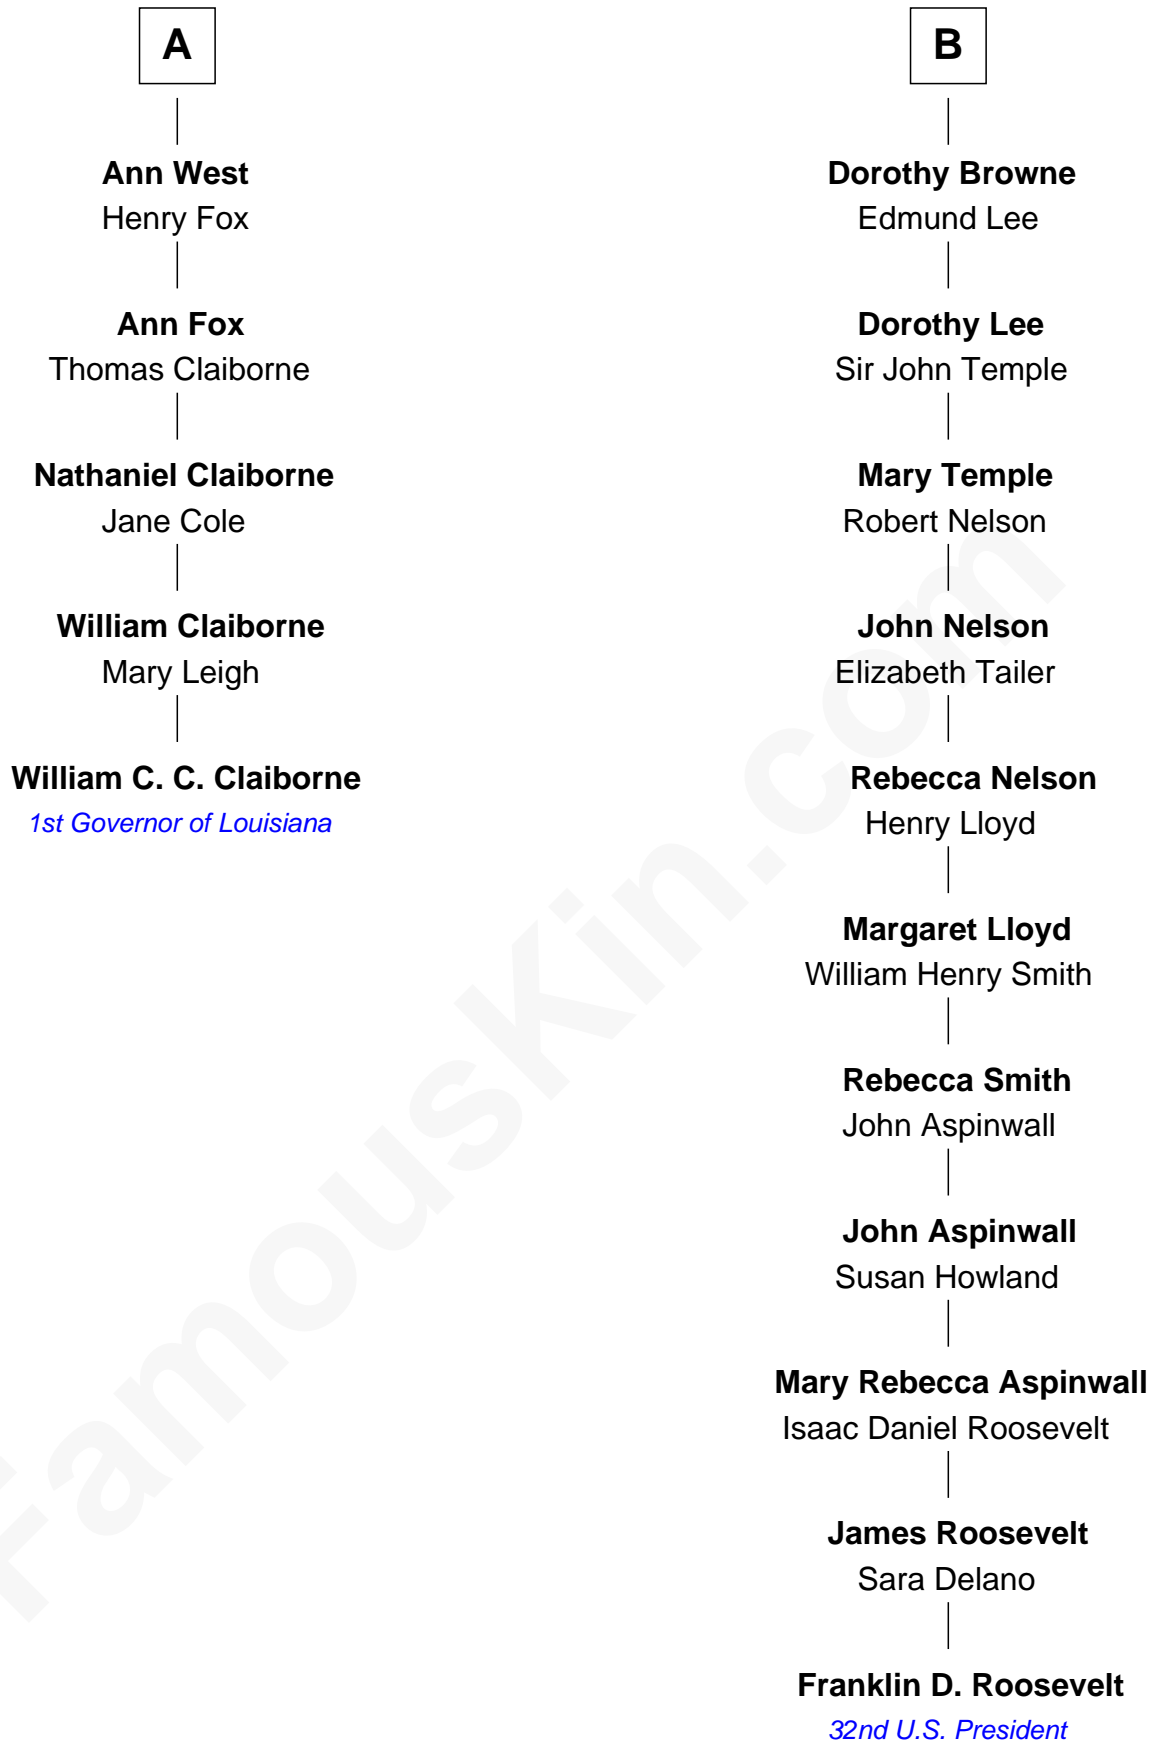 A
Ann West
Henry Fox
Ann Fox
Thomas Claiborne
Nathaniel Claiborne
Jane Cole
William Claiborne
Mary Leigh
William C. C. Claiborne
1st Governor of Louisiana
B
Dorothy Browne
Edmund Lee
Dorothy Lee
Sir John Temple
Mary Temple
Robert Nelson
John Nelson
Elizabeth Tailer
Rebecca Nelson
Henry Lloyd
Margaret Lloyd
William Henry Smith
Rebecca Smith
John Aspinwall
John Aspinwall
Susan Howland
Mary Rebecca Aspinwall
Isaac Daniel Roosevelt
James Roosevelt
Sara Delano
Franklin D. Roosevelt
32nd U.S. President
FamousKin.com